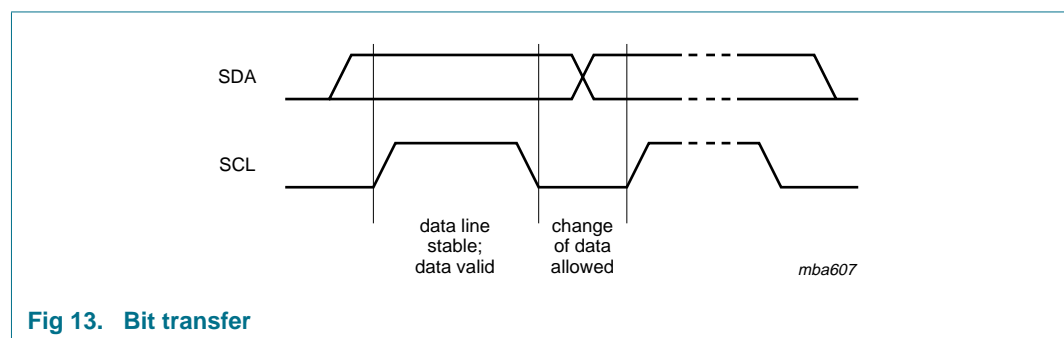 SDA
SCL
data line
stable;
data valid
change
of data
allowed
mba607
Fig 13. Bit transfer